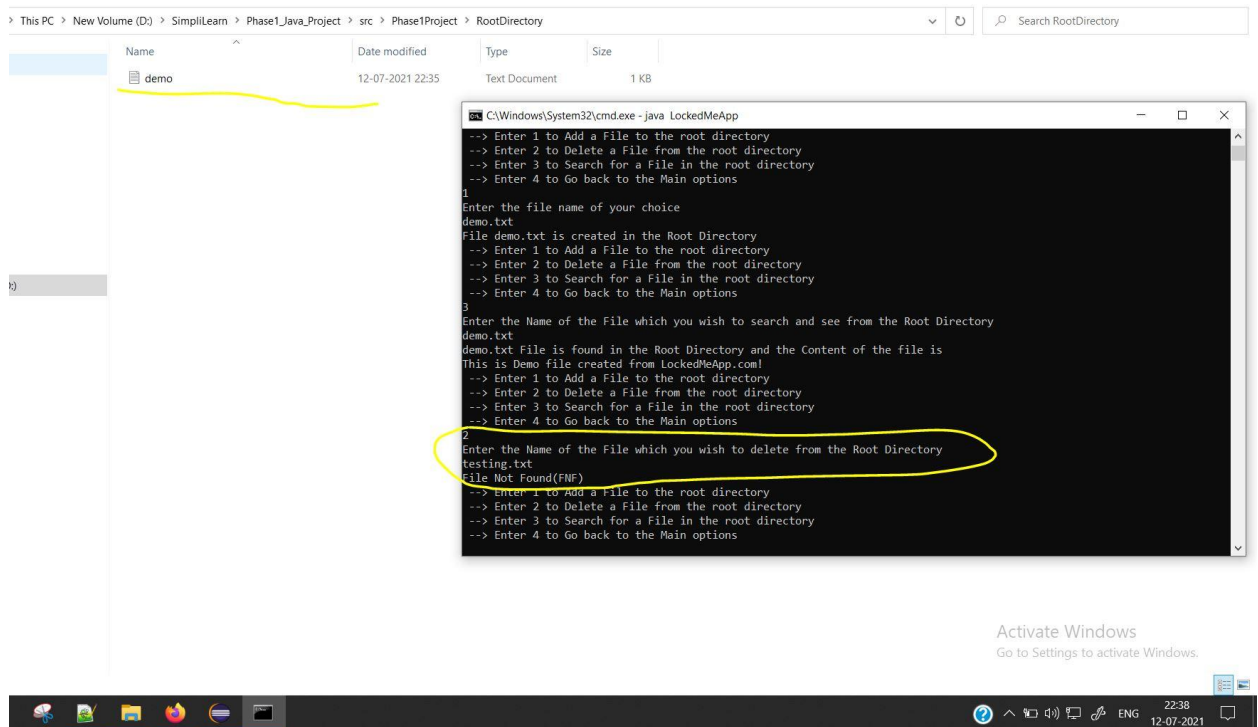 > This PC > New Volume (D:) > SimpliLearn > Phase1_Java_Project > src > Phase1Project > RootDirectory
Search RootDirectory
Name Date modified Type Size
demo 12-07-2021 22:35 Text Document 1 KB
C:\Windows\System32\cmd.exe - java LockedMeApp
--> Enter 1 to Add a File to the root directory
--> Enter 2 to Delete a File from the root directory
--> Enter 3 to Search for a File in the root directory
--> Enter 4 to Go back to the Main options
1
Enter the file name of your choice
demo.txt
File demo.txt is created in the Root Directory
--> Enter 1 to Add a File to the root directory
--> Enter 2 to Delete a File from the root directory
--> Enter 3 to Search for a File in the root directory
--> Enter 4 to Go back to the Main options
3
Enter the Name of the File which you wish to search and see from the Root Directory
demo.txt
demo.txt File is found in the Root Directory and the Content of the file is
This is Demo file created from LockedMeApp.com!
--> Enter 1 to Add a File to the root directory
--> Enter 2 to Delete a File from the root directory
--> Enter 3 to Search for a File in the root directory
--> Enter 4 to Go back to the Main options
2
Enter the Name of the File which you wish to delete from the Root Directory
testing.txt
File Not Found(FNF)
--> Enter 1 to Add a File to the root directory
--> Enter 2 to Delete a File from the root directory
--> Enter 3 to Search for a File in the root directory
--> Enter 4 to Go back to the Main options
Activate Windows
Go to Settings to activate Windows.
ENG
22:38
12-07-2021